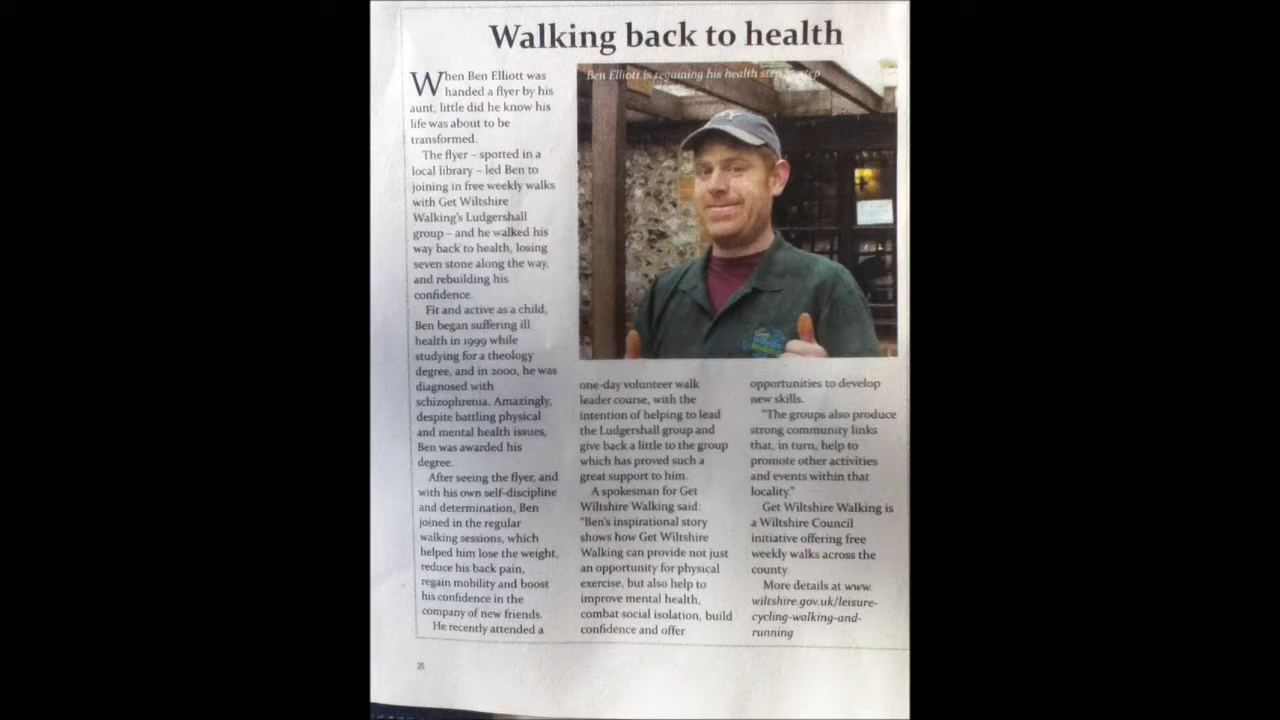 Walking back to health
When Ben Elliott was
handed a flyer by his
aunt, little did he know his
life was about to be
transformed.
The flyer – spotted in a
local library – led Ben to
joining in free weekly walks
with Get Wiltshire
Walking's Ludgershall
group – and he walked his
way back to health, losing
seven stone along the way,
and rebuilding his
confidence.
Fit and active as a child,
Ben began suffering ill
health in 1999 while
studying for a theology
degree, and in 2000, he was
diagnosed with
schizophrenia. Amazingly,
despite battling physical
and mental health issues,
Ben was awarded his
degree.
After seeing the flyer, and
with his own self-discipline
and determination, Ben
joined in the regular
walking sessions, which
helped him lose the weight,
reduce his back pain,
regain mobility and boost
his confidence in the
company of new friends.
He recently attended a
Ben Elliott is regaining his health step by step
one-day volunteer walk
leader course, with the
intention of helping to lead
the Ludgershall group and
give back a little to the group
which has proved such a
great support to him.
A spokesman for Get
Wiltshire Walking said:
"Ben's inspirational story
shows how Get Wiltshire
Walking can provide not just
an opportunity for physical
exercise, but also help to
improve mental health,
combat social isolation, build
confidence and offer
opportunities to develop
new skills.
"The groups also produce
strong community links
that, in turn, help to
promote other activities
and events within that
locality."
Get Wiltshire Walking is
a Wiltshire Council
initiative offering free
weekly walks across the
county.
More details at www.
wiltshire.gov.uk/leisure-
cycling-walking-and-
running